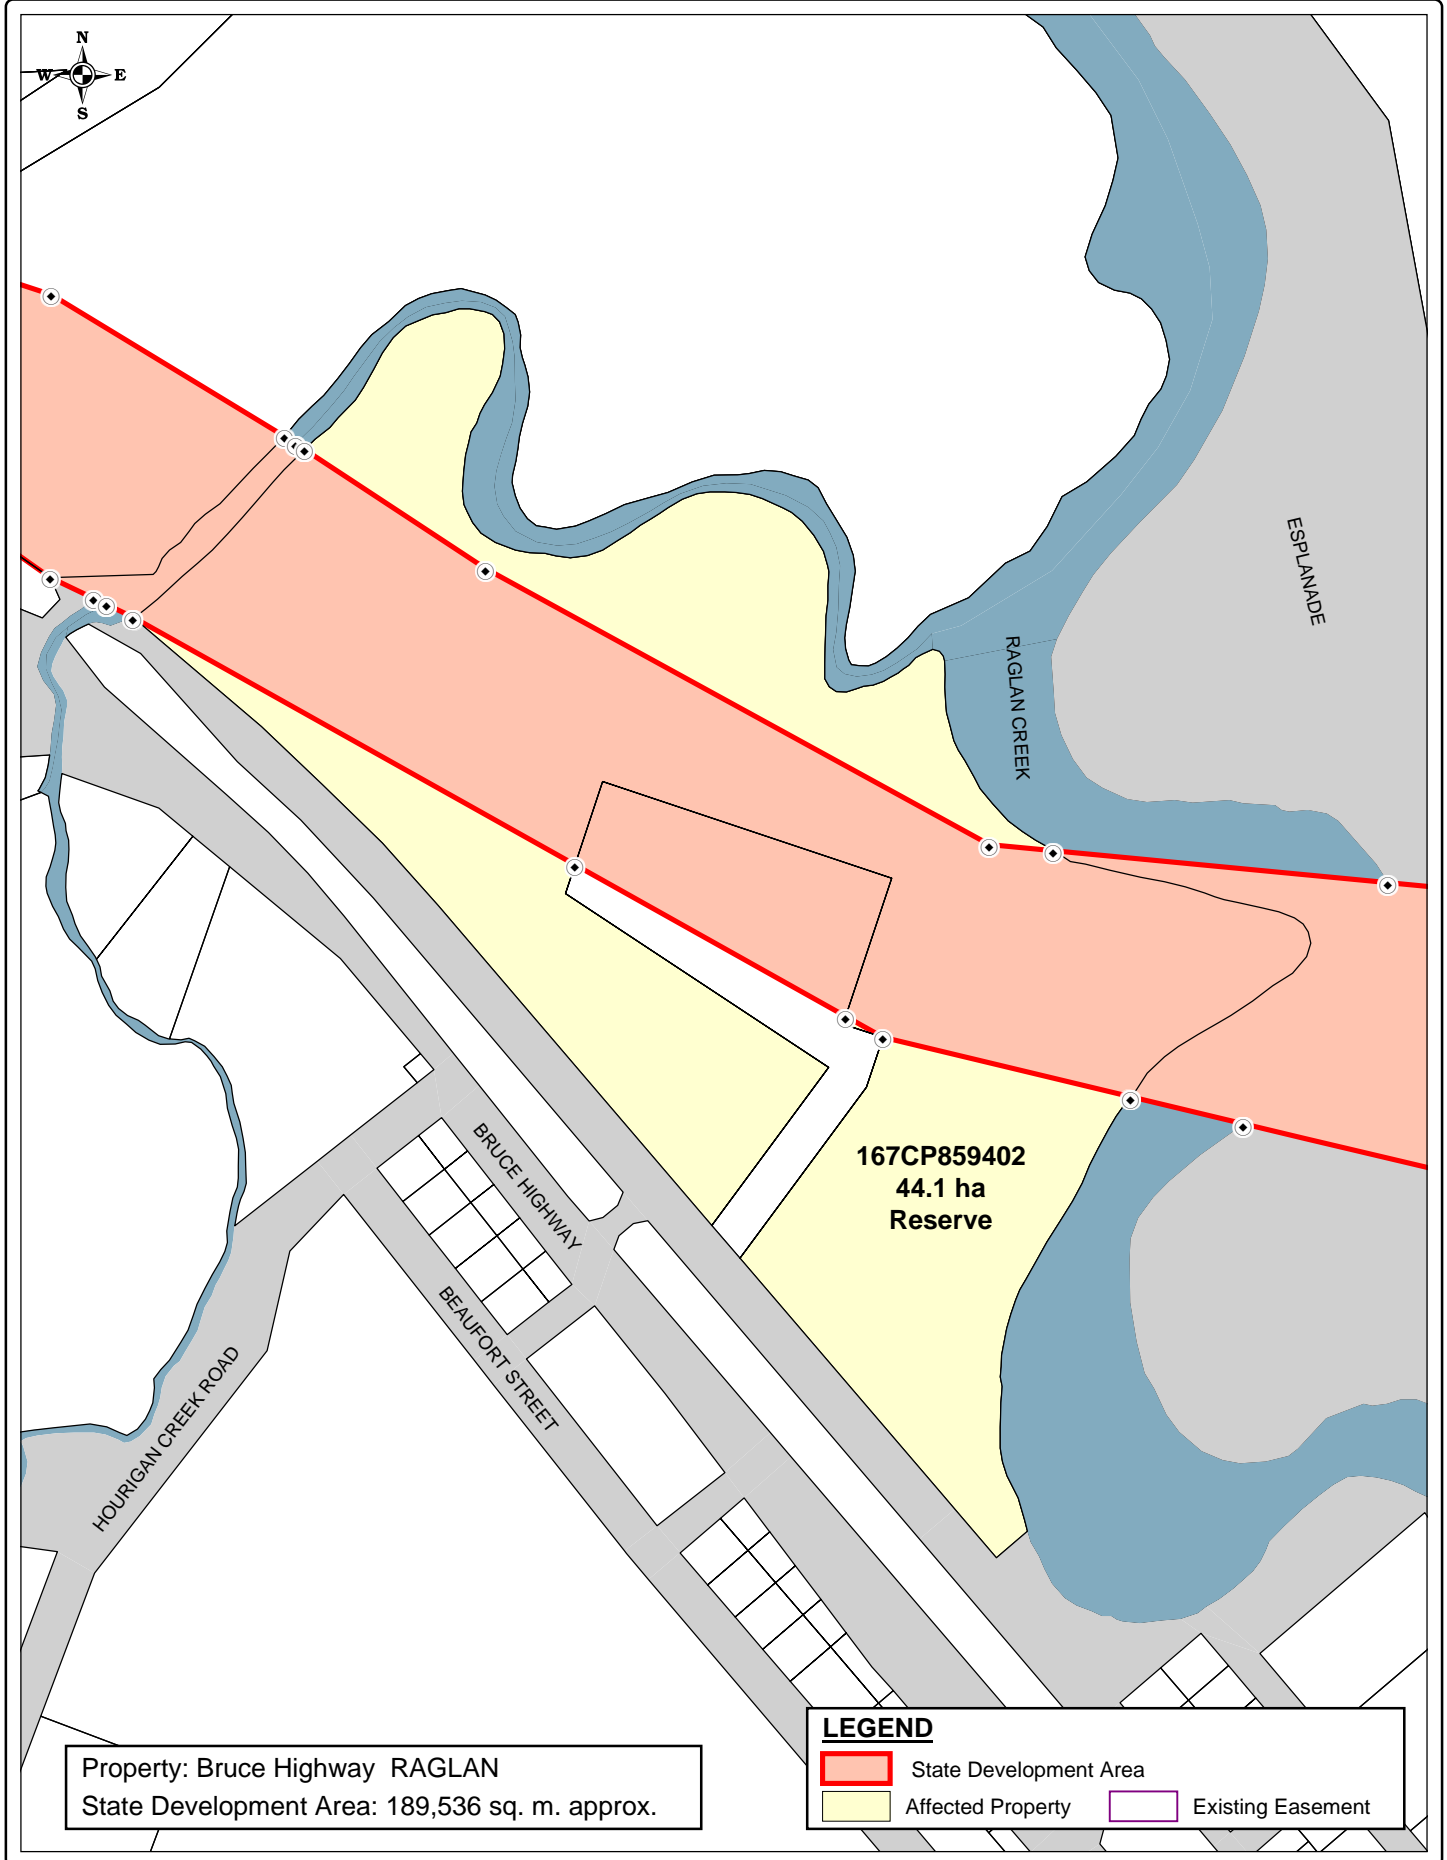 N
W E
S
ESPLANADE
RAGLAN CREEK
167CP859402
44.1 ha
Reserve
BRUCE HIGHWAY
BEAUFORT STREET
HOURIGAN CREEK ROAD
Property: Bruce Highway RAGLAN
State Development Area: 189,536 sq. m. approx.
LEGEND
State Development Area
Affected Property Existing Easement